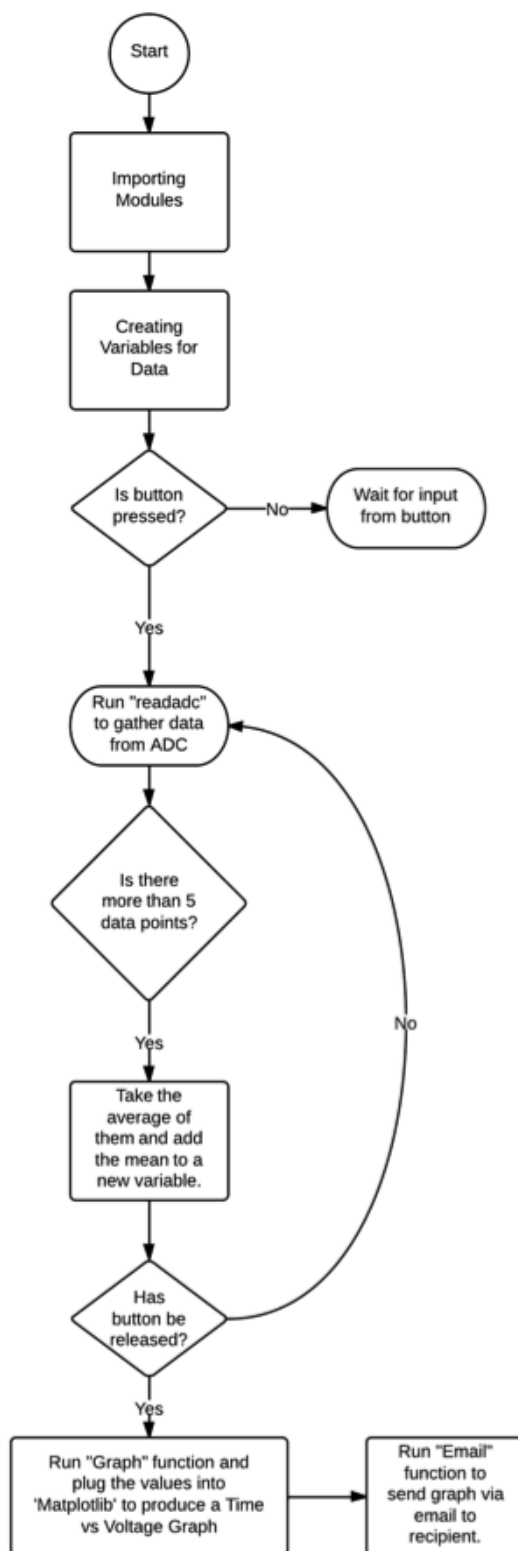 Start
Importing
Modules
Creating
Variables for
Data
Is button
pressed?
No
Wait for input
from button
Yes
Run "readadc"
to gather data
from ADC
Is there
more than 5
data points?
No
Yes
Take the
average of
them and add
the mean to a
new variable.
Has
button be
released?
Yes
Run "Graph" function and
plug the values into
'Matplotlib' to produce a Time
vs Voltage Graph
Run "Email"
function to
send graph via
email to
recipient.